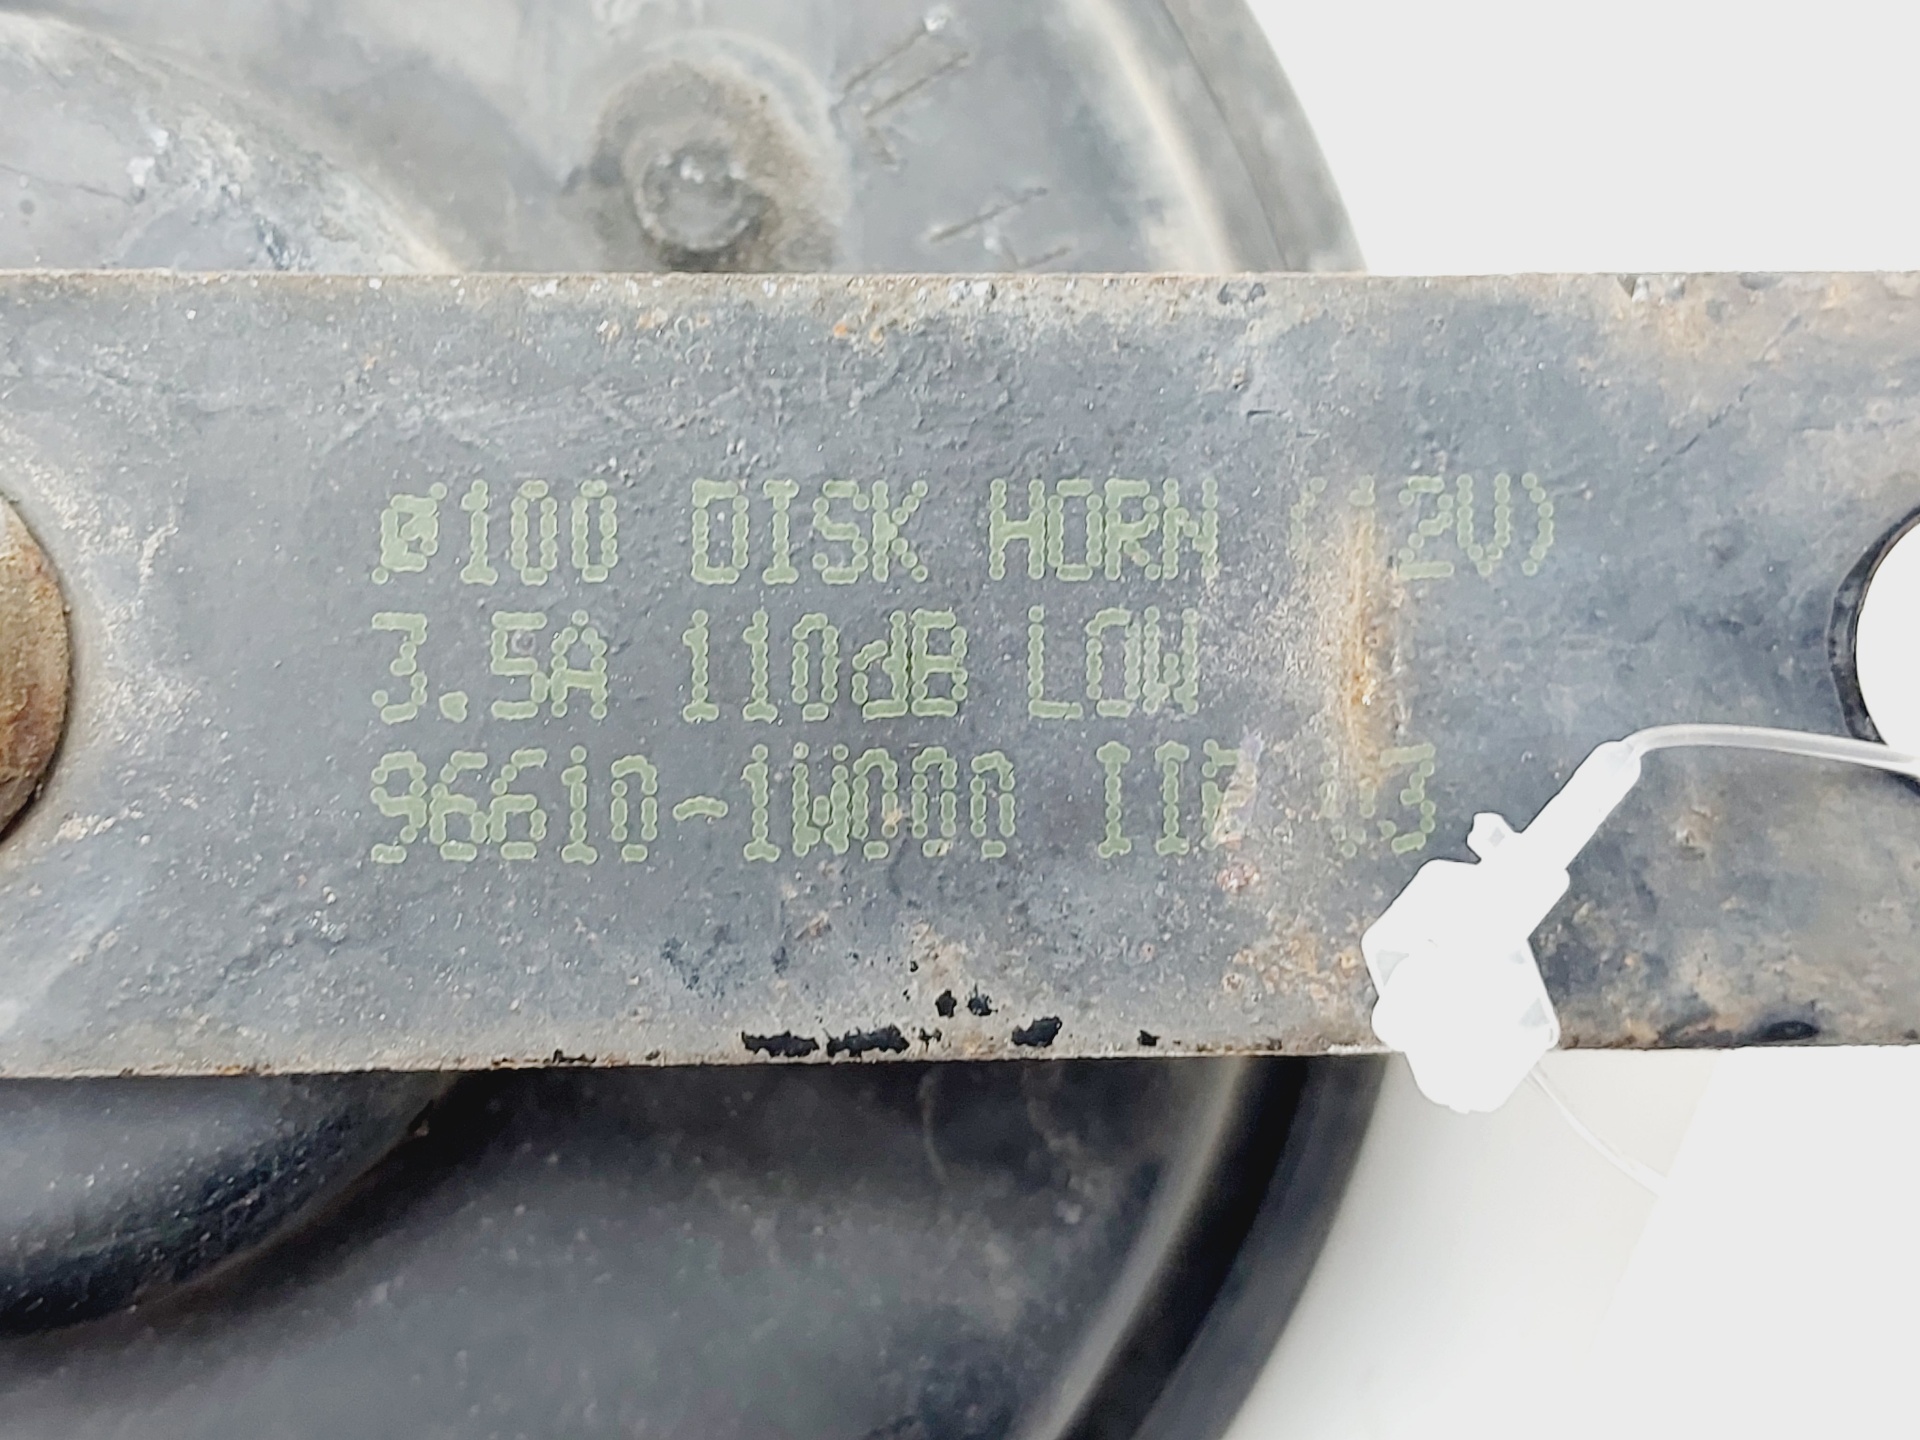 ø100 DISK HORN (12V)
3.5A 110dB LOW
96610-1W000